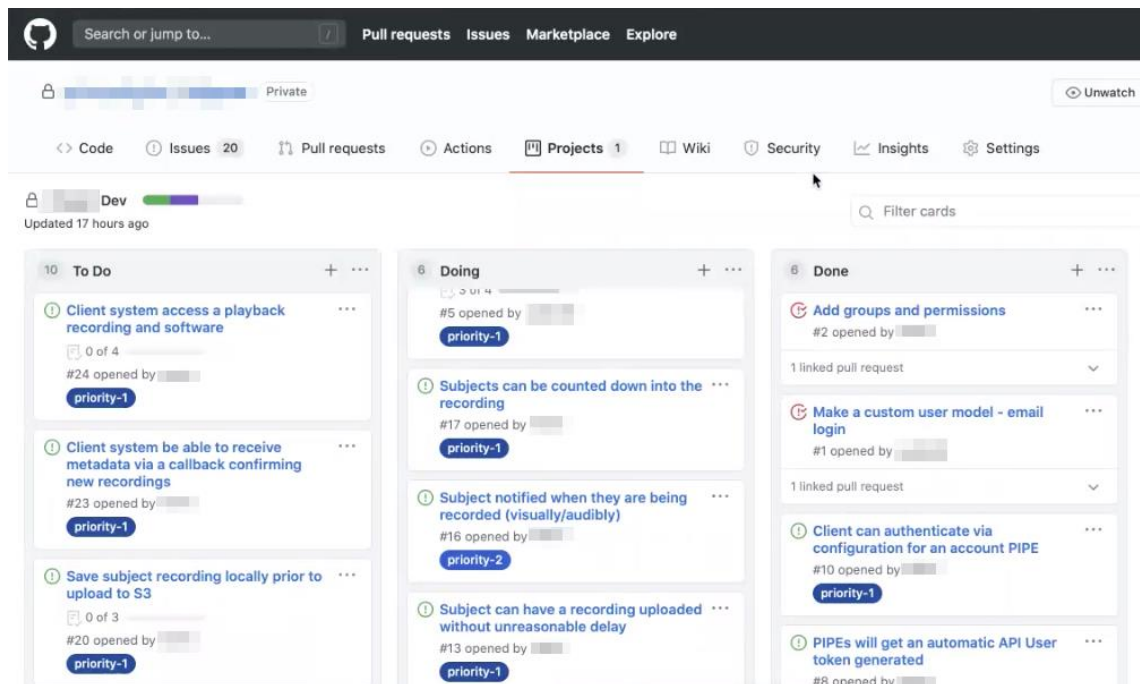 Search or jump to... /
Pull requests Issues Marketplace Explore
Private
Unwatch
Code Issues 20 Pull requests Actions Projects 1 Wiki Security Insights Settings
Dev
Updated 17 hours ago
Filter cards
10 To Do
Client system access a playback
recording and software
0 of 4
#24 opened by
priority-1
Client system be able to receive
metadata via a callback confirming
new recordings
#23 opened by
priority-1
Save subject recording locally prior to
upload to S3
0 of 3
#20 opened by
priority-1
6 Doing
3 of 4
#5 opened by
priority-1
Subjects can be counted down into the
recording
#17 opened by
priority-1
Subject notified when they are being
recorded (visually/audibly)
#16 opened by
priority-2
Subject can have a recording uploaded
without unreasonable delay
#13 opened by
priority-1
6 Done
Add groups and permissions
#2 opened by
1 linked pull request
Make a custom user model - email
login
#1 opened by
1 linked pull request
Client can authenticate via
configuration for an account PIPE
#10 opened by
priority-1
PIPEs will get an automatic API User
token generated
#8 opened by